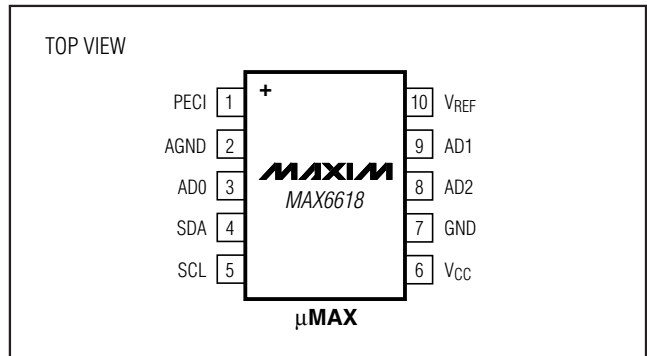 TOP VIEW
+
PECI 1 10 VREF
AGND 2 9 AD1
MAXIM
AD0 3 8 AD2
MAX6618
SDA 4 7 GND
SCL 5 6 VCC
µMAX